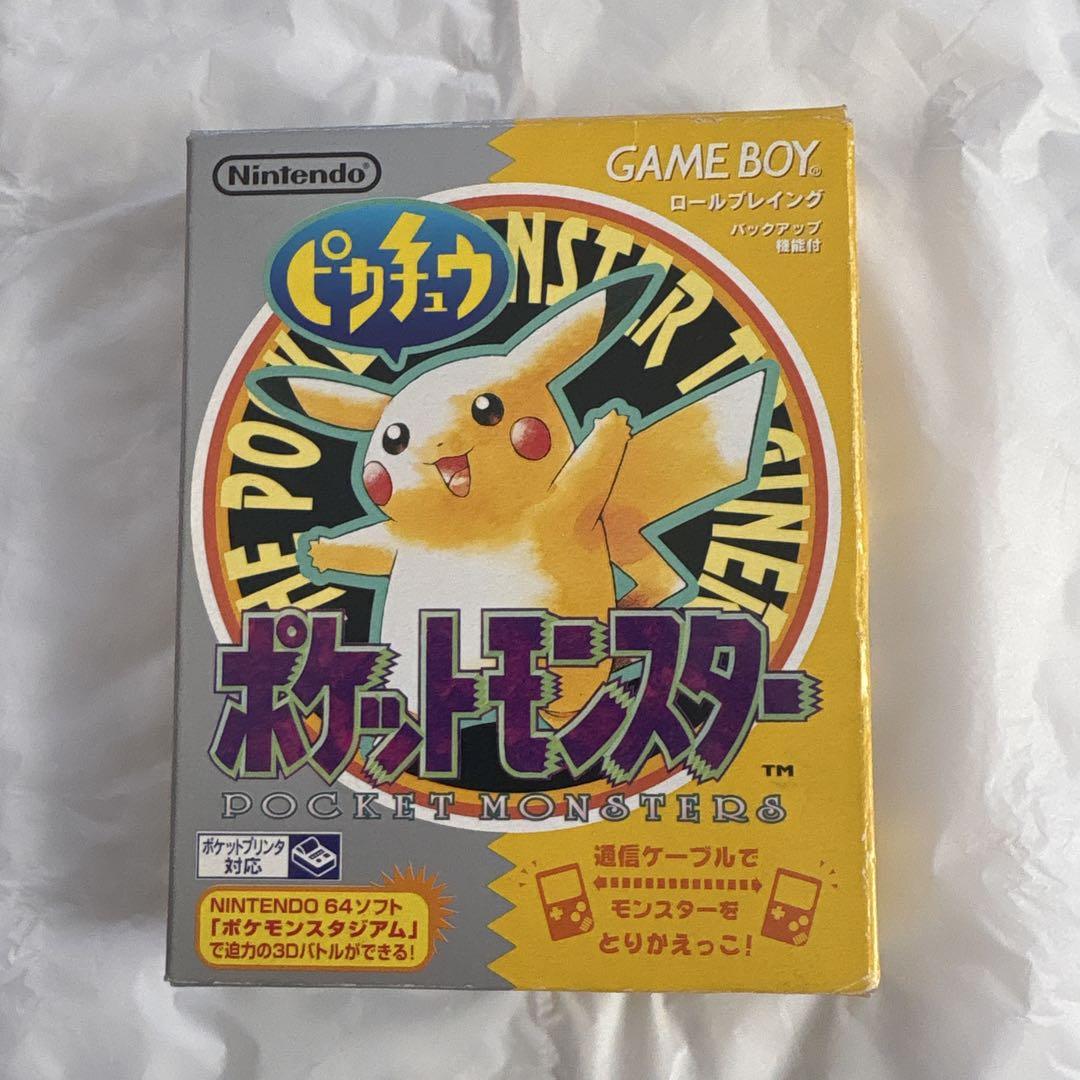 Nintendo
GAME BOY®
ロールプレイング
バックアップ
機能付
ピカチュウ
ポケットモンスター
TM
POCKET MONSTERS
ポケットプリンタ
対応
NINTENDO 64ソフト
「ポケモンスタジアム」
で迫力の3Dバトルができる!
通信ケーブルで
モンスターを
とりかえっこ!